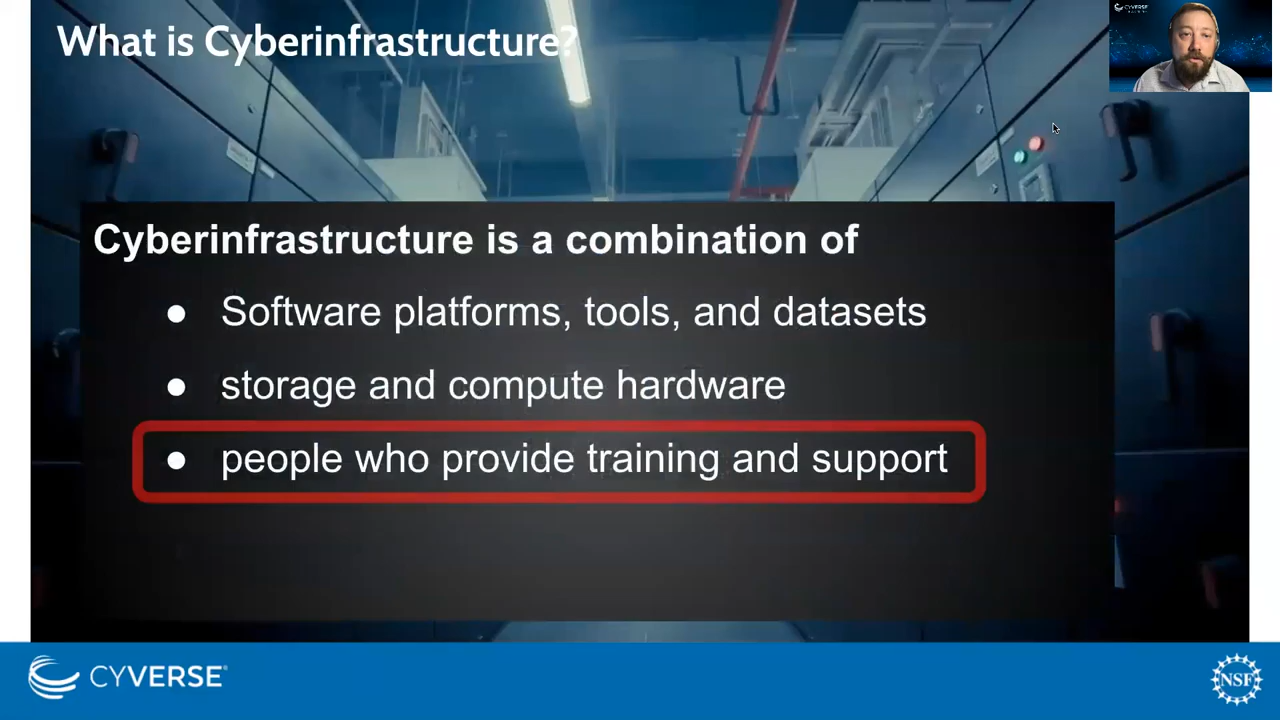 What is Cyberinfrastructure?
CYVERSE
Cyberinfrastructure is a combination of
● Software platforms, tools, and datasets
● storage and compute hardware
● people who provide training and support
CYVERSE
NSF